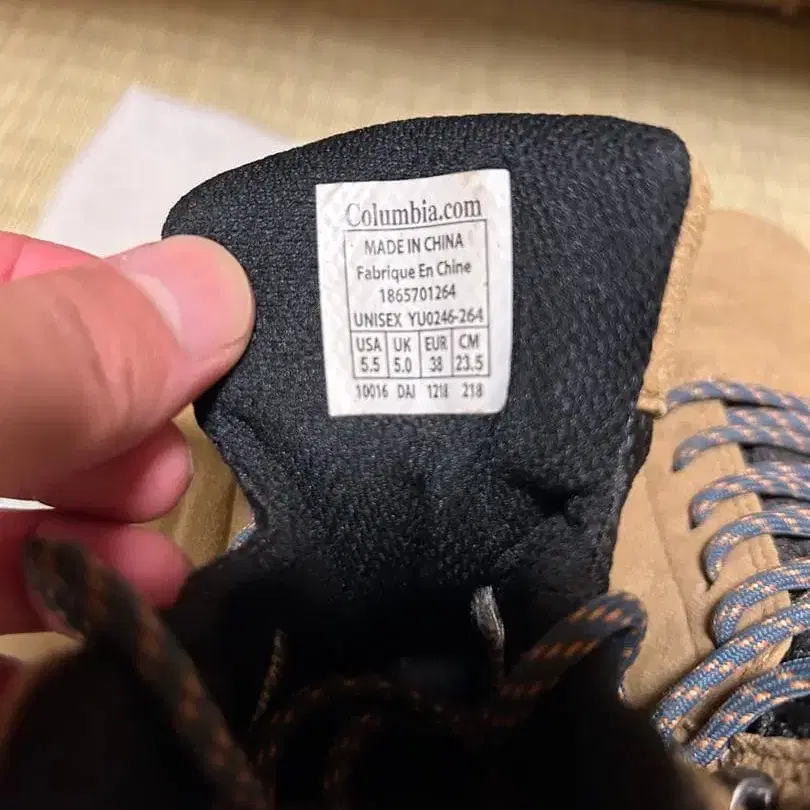 Columbia.com
MADE IN CHINA
Fabrique En Chine
1865701264
UNISEX YU0246-264
USA UK EUR CM
5.5 5.0 38 23.5
10016 DAI 1218 218